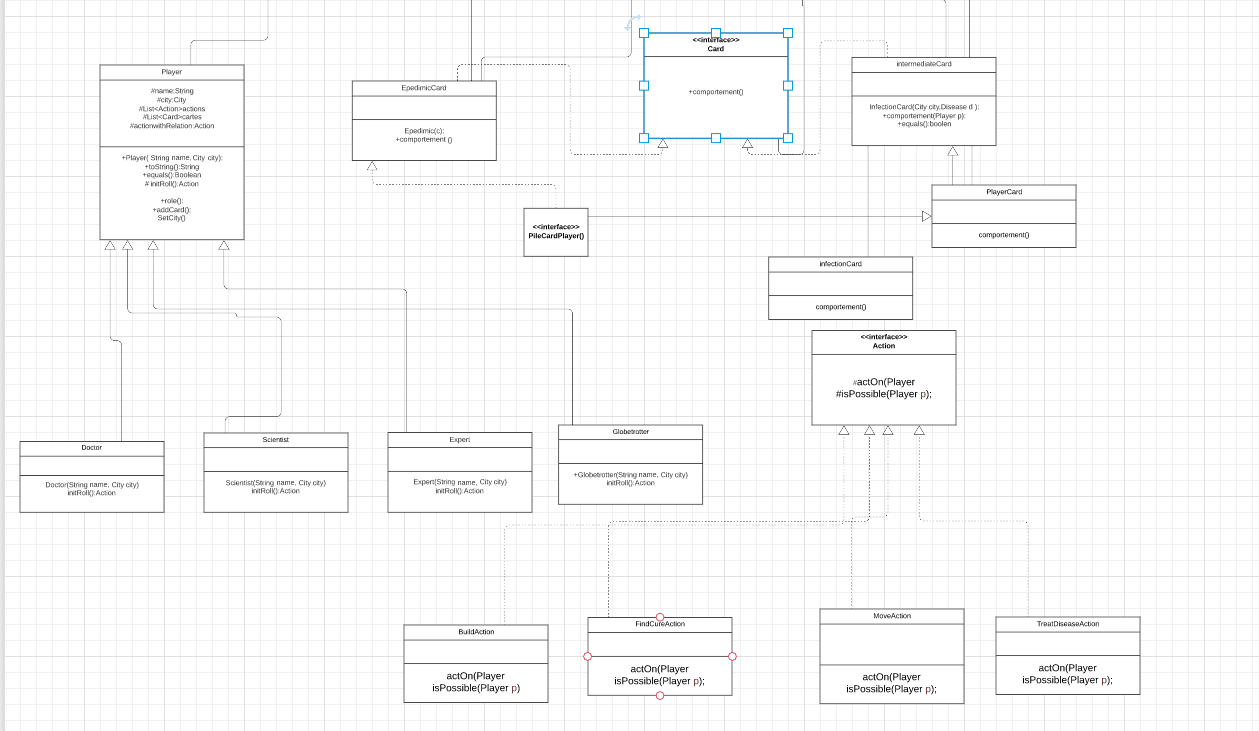 <<interface>>
Card
+comportement()
intermediateCard
InfectionCard(City city,Disease d ):
+comportement(Player p):
+equals():boolen
Player
#name:String
#city:City
#List<Action>actions
#List<Card>cartes
#actionwithRelation:Action
+Player( String name, City city):
+toString():String
+equals():Boolean
# initRoll():Action
+role():
+addCard():
SetCity()
EpedimicCard
Epedimic(c):
+comportement ()
PlayerCard
comportement()
<<interface>>
PileCardPlayer()
infectionCard
comportement()
<<interface>>
Action
#actOn(Player
#isPossible(Player p);
Doctor
Doctor(String name, City city)
initRoll():Action
Scientist
Scientist(String name, City city)
initRoll():Action
Expert
Expert(String name, City city)
initRoll():Action
Globetrotter
+Globetrotter(String name, City city)
initRoll():Action
BuildAction
actOn(Player
isPossible(Player p)
FindCureAction
actOn(Player
isPossible(Player p);
MoveAction
actOn(Player
isPossible(Player p);
TreatDiseaseAction
actOn(Player
isPossible(Player p);